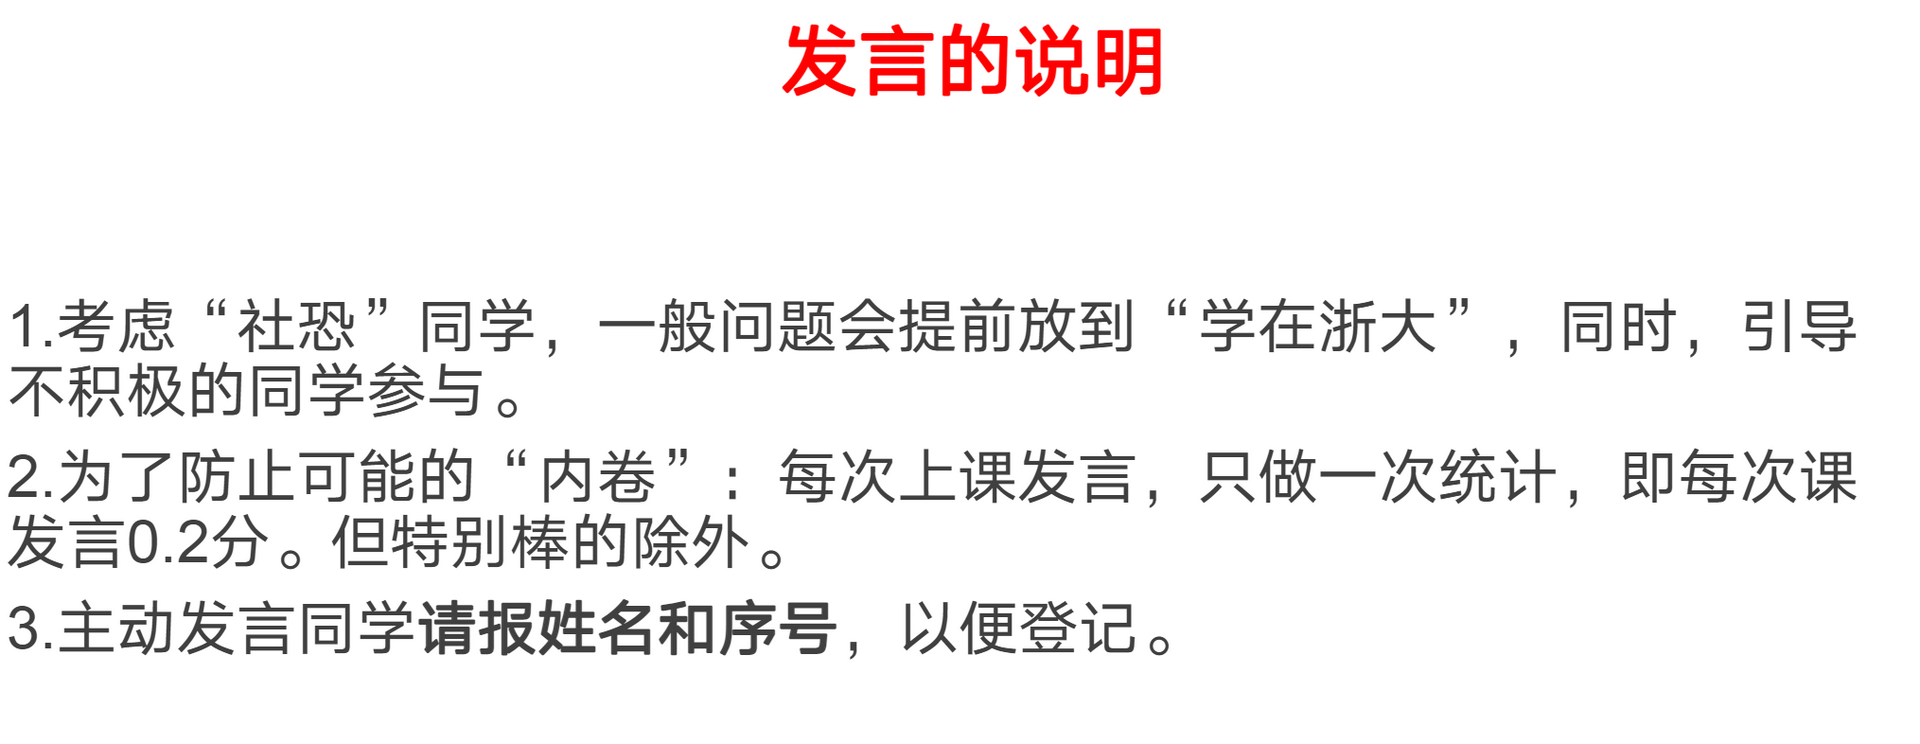 发言的说明
1.考虑“社恐”同学，一般问题会提前放到“学在浙大”，同时，引导
不积极的同学参与。
2.为了防止可能的“内卷”：每次上课发言，只做一次统计，即每次课
发言0.2分。但特别棒的除外。
3.主动发言同学请报姓名和序号，以便登记。